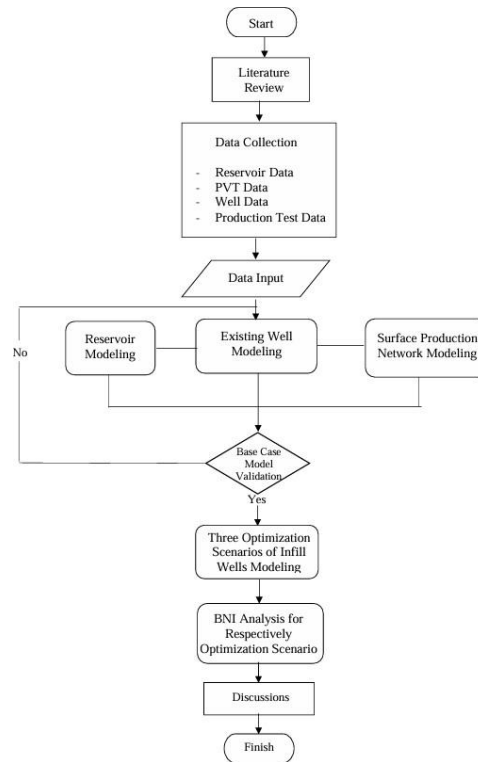 Start
Literature
Review
Data Collection
- Reservoir Data
- PVT Data
- Well Data
- Production Test Data
Data Input
No
Reservoir
Modeling
Existing Well
Modeling
Surface Production
Network Modeling
Base Case
Model
Validation
Yes
Three Optimization
Scenarios of Infill
Wells Modeling
BNI Analysis for
Respectively
Optimization Scenario
Discussions
Finish